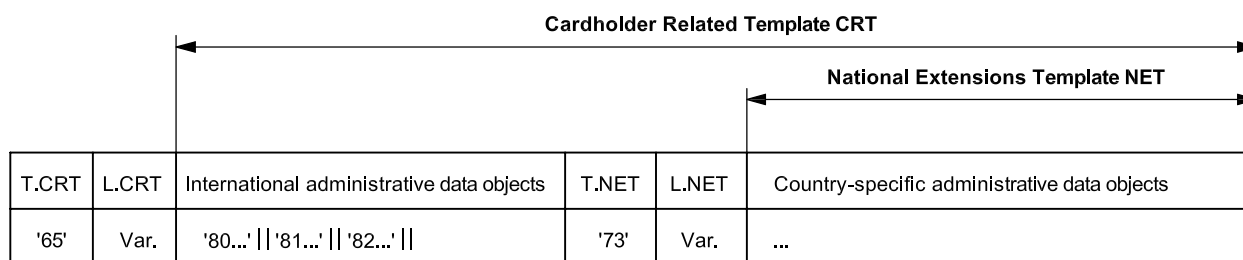 Cardholder Related Template CRT
National Extensions Template NET
T.CRT L.CRT International administrative data objects T.NET L.NET Country-specific administrative data objects
'65' Var. '80...' || '81...' || '82...' || '73' Var. ...